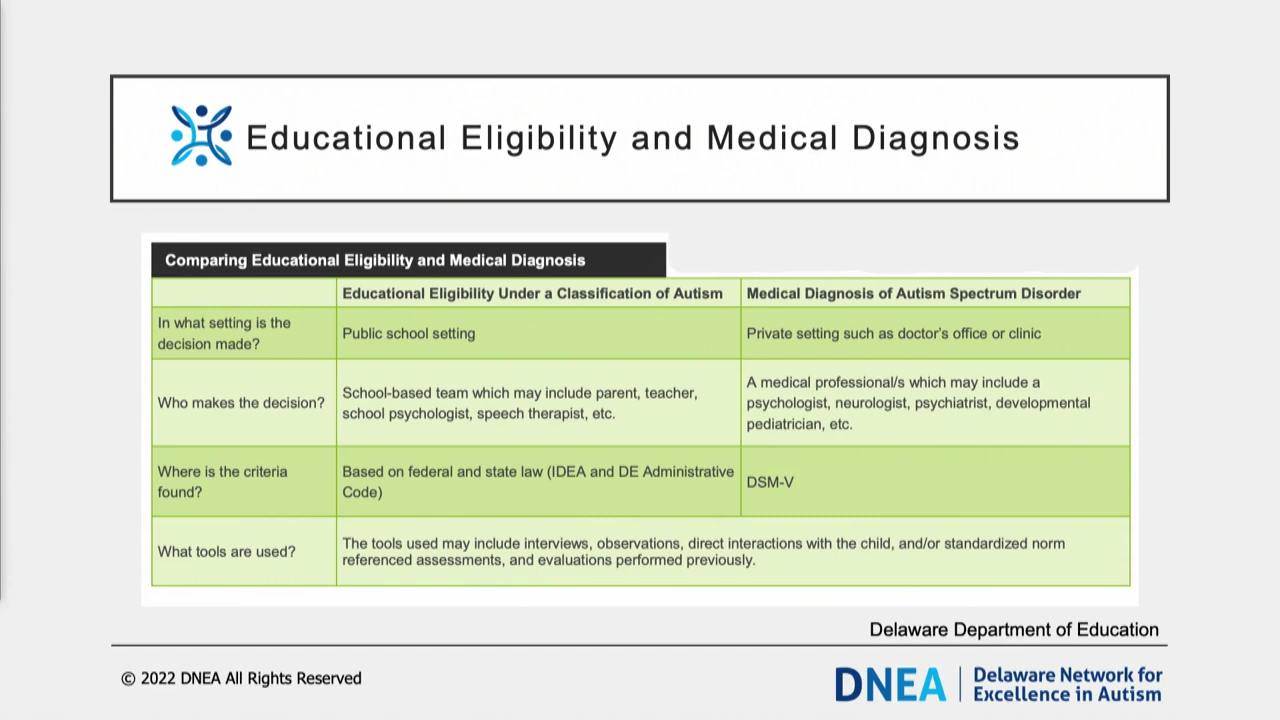 Educational Eligibility and Medical Diagnosis
Comparing Educational Eligibility and Medical Diagnosis
Educational Eligibility Under a Classification of Autism
Medical Diagnosis of Autism Spectrum Disorder
In what setting is the
decision made?
Public school setting
Private setting such as doctor's office or clinic
Who makes the decision?
School-based team which may include parent, teacher,
school psychologist, speech therapist, etc.
A medical professional/s which may include a
psychologist, neurologist, psychiatrist, developmental
pediatrician, etc.
Where is the criteria
found?
Based on federal and state law (IDEA and DE Administrative
Code)
DSM-V
What tools are used?
The tools used may include interviews, observations, direct interactions with the child, and/or standardized norm
referenced assessments, and evaluations performed previously.
Delaware Department of Education
© 2022 DNEA All Rights Reserved
DNEA
Delaware Network for
Excellence in Autism